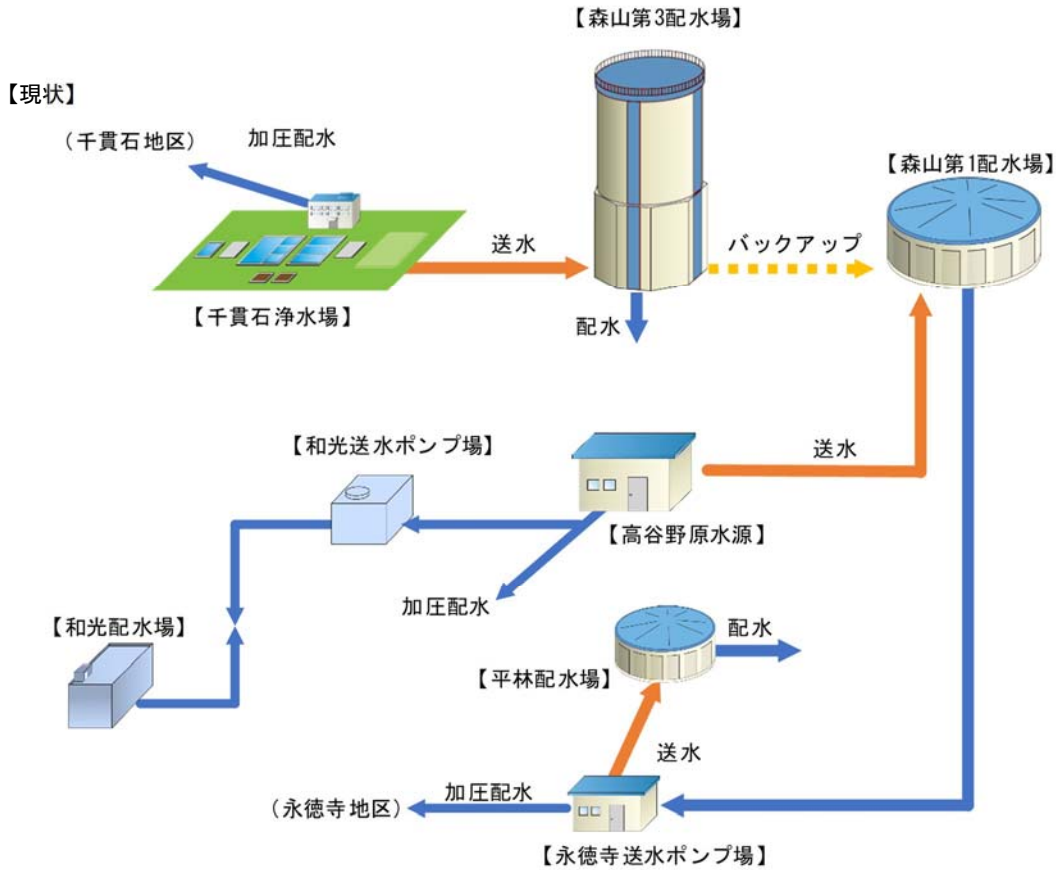 【森山第3配水場】
【現状】
(千貫石地区)
加圧配水
【森山第1配水場】
送水
バックアップ
【千貫石浄水場】
配水
【和光送水ポンプ場】
送水
【高谷野原水源】
加圧配水
【和光配水場】
配水
【平林配水場】
送水
加圧配水
(永徳寺地区)
【永徳寺送水ポンプ場】